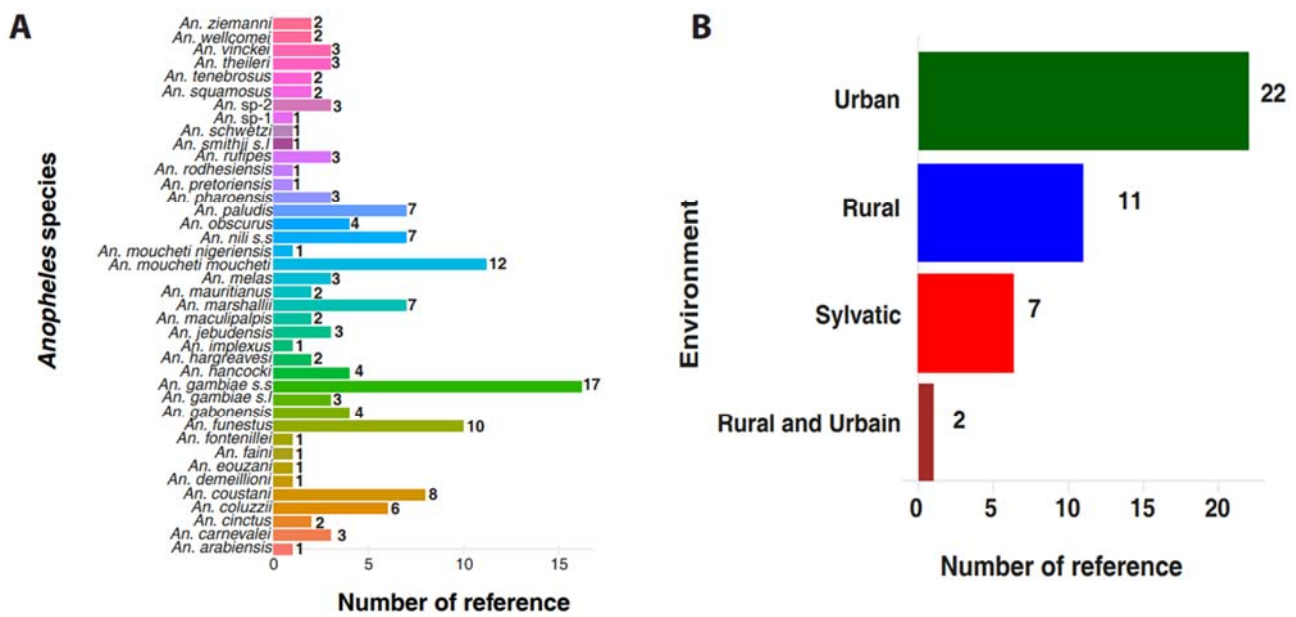 A
An. ziemanni 2
An. wellcomei 2
An. vinckei 3
An. theileri 3
An. tenebrosus 2
An. squamosus 2
An. sp-2 3
An. sp-1 1
An. schwetzi 1
An. smithii s.l 1
An. rufipes 3
An. rodhesiensis 1
An. pretoriensis 1
An. pharoensis 3
An. paludis 7
An. obscurus 4
An. nili s.s 7
An. moucheti nigeriensis 1
An. moucheti moucheti 12
An. melas 3
An. mauritianus 2
An. marshallii 7
An. maculipalpis 2
An. jebudensis 3
An. implexus 1
An. hargreavesi 2
An. hancocki 4
An. gambiae s.s 17
An. gambiae s.l 3
An. gabonensis 4
An. funestus 10
An. fontenillei 1
An. faini 1
An. eouzani 1
An. demeillioni 1
An. coustani 8
An. coluzzii 6
An. cinctus 2
An. carnevalei 3
An. arabiensis 1
Anopheles species
0 5 10 15
Number of reference
B
Urban 22
Rural 11
Sylvatic 7
Rural and Urbain 2
Environment
0 5 10 15 20
Number of reference